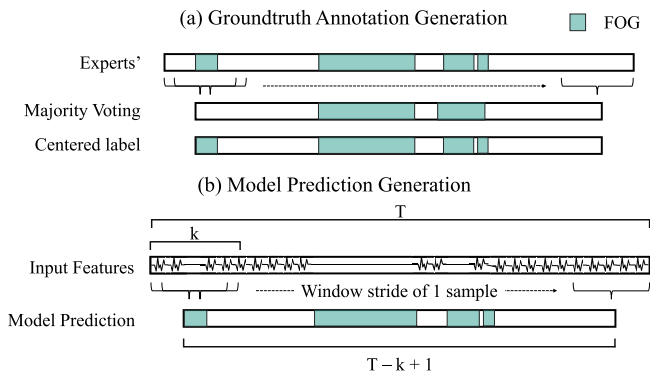 (a) Groundtruth Annotation Generation
FOG
Experts’
Majority Voting
Centered label
(b) Model Prediction Generation
T
k
Input Features
Window stride of 1 sample
Model Prediction
T – k + 1